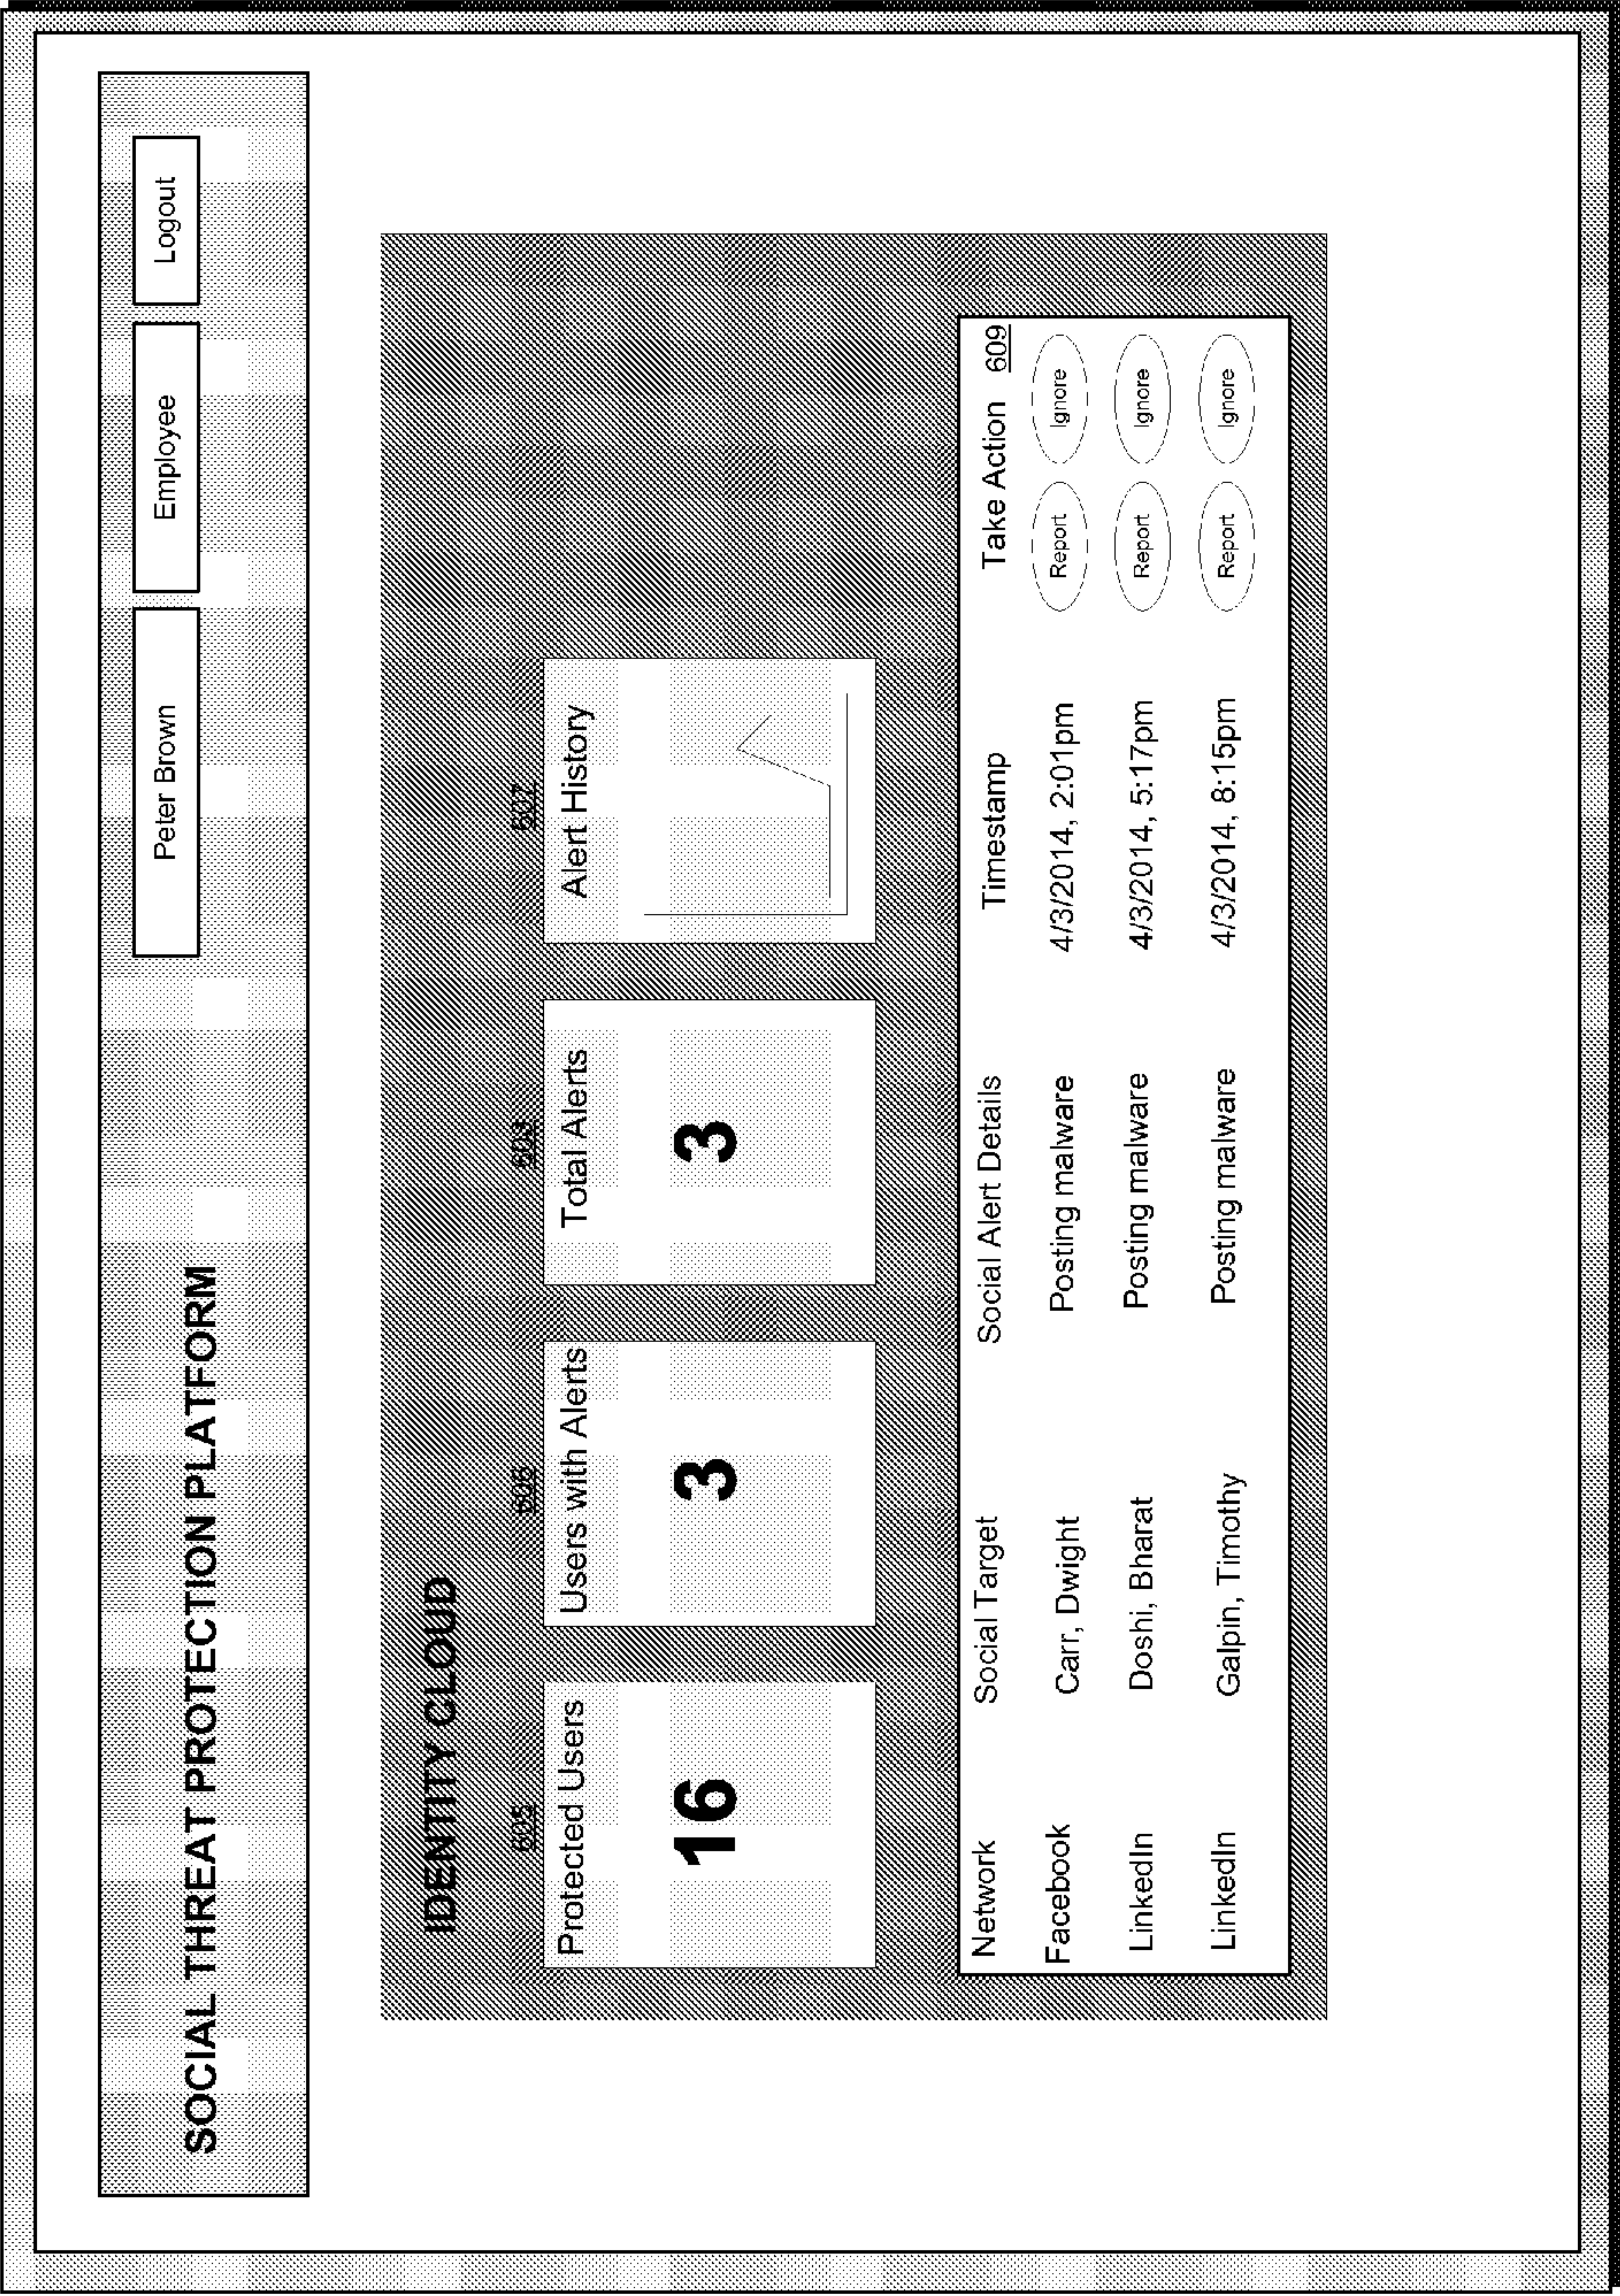 SOCIAL THREAT PROTECTION PLATFORM
Peter Brown Employee Logout
IDENTITY CLOUD
605 606 603 607
Protected Users Users with Alerts Total Alerts Alert History
16 3 3
Network Social Target Social Alert Details Timestamp Take Action 609
Facebook Carr, Dwight Posting malware 4/3/2014, 2:01pm Report Ignore
LinkedIn Doshi, Bharat Posting malware 4/3/2014, 5:17pm Report Ignore
LinkedIn Galpin, Timothy Posting malware 4/3/2014, 8:15pm Report Ignore